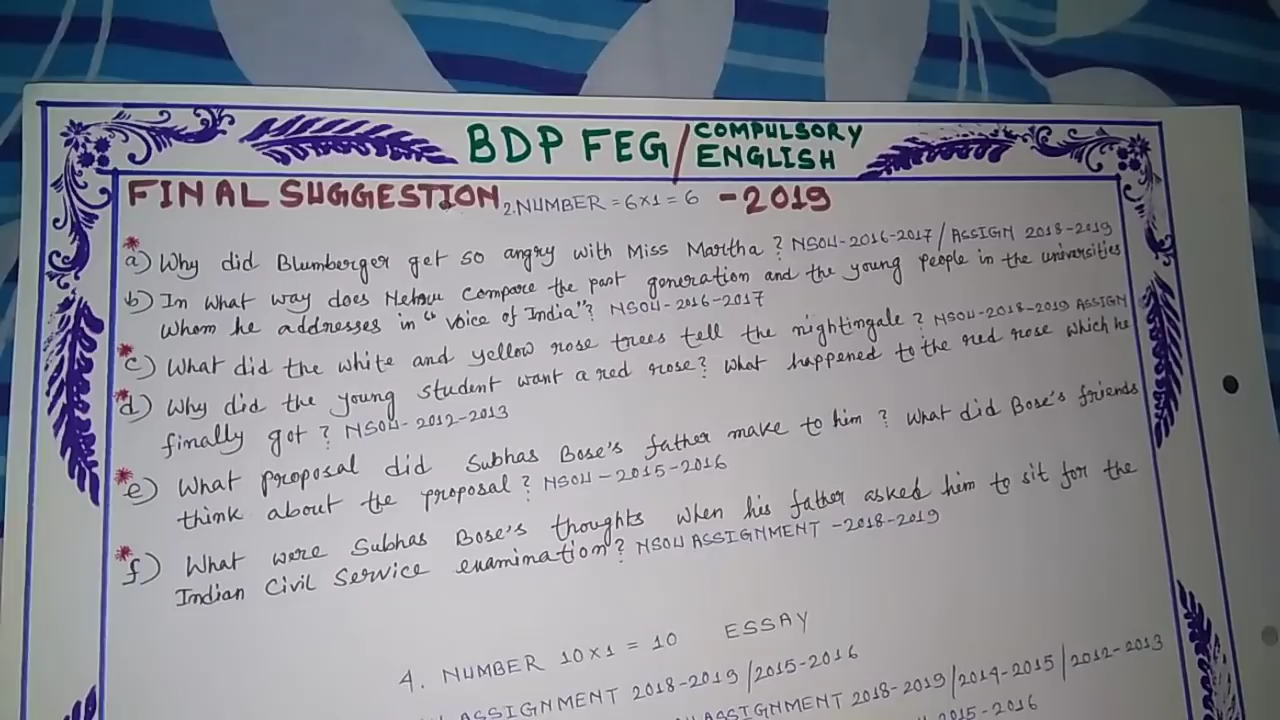 BDP FEG/COMPULSORY ENGLISH
FINAL SUGGESTION 2.NUMBER = 6x1 = 6 -2019
* a) Why did Blumberger get so angry with Miss Martha? NSOU-2016-2017/ASSIGN 2018-2019
b) In what way does Nehru compare the past generation and the young people in the universities
whom he addresses in "Voice of India"? NSOU-2016-2017
* c) What did the white and yellow rose trees tell the nightingale? NSOU-2018-2019 ASSIGN
* d) Why did the young student want a red rose? What happened to the red rose which he
finally got? NSOU-2012-2013
* e) What proposal did Subhas Bose's father make to him? What did Bose's friends
think about the proposal? NSOU-2015-2016
* f) What were Subhas Bose's thoughts when his father asked him to sit for the
Indian Civil Service examination? NSOU ASSIGNMENT -2018-2019
4. NUMBER 10x1 = 10 ESSAY
ASSIGNMENT 2018-2019/2015-2016
ASSIGNMENT 2018-2019/2014-2015/2012-2013
2015-2016